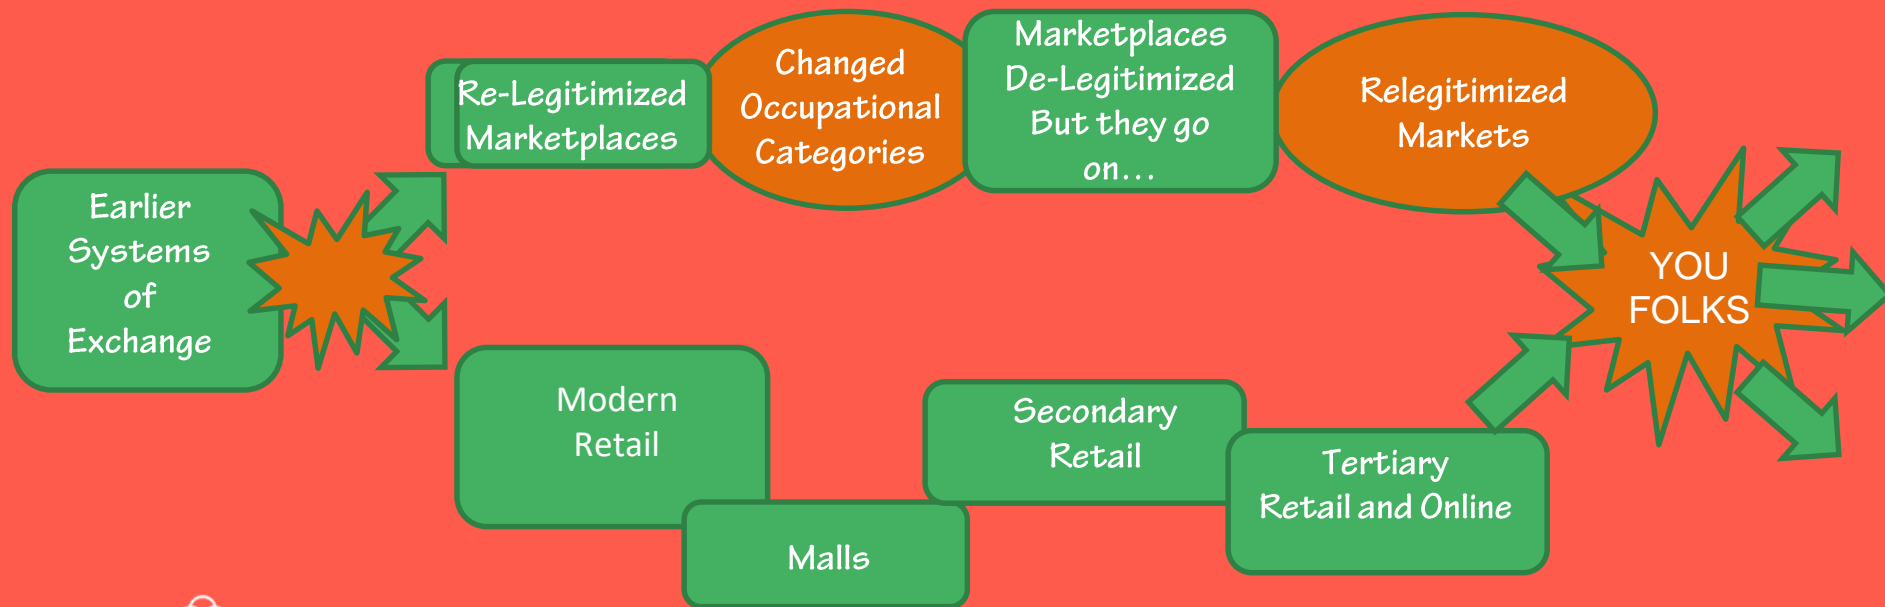 Earlier
Systems
of
Exchange
Re-Legitimized
Marketplaces
Changed
Occupational
Categories
Marketplaces
De-Legitimized
But they go
on…
Relegitimized
Markets
Modern
Retail
Malls
Secondary
Retail
Tertiary
Retail and Online
YOU
FOLKS